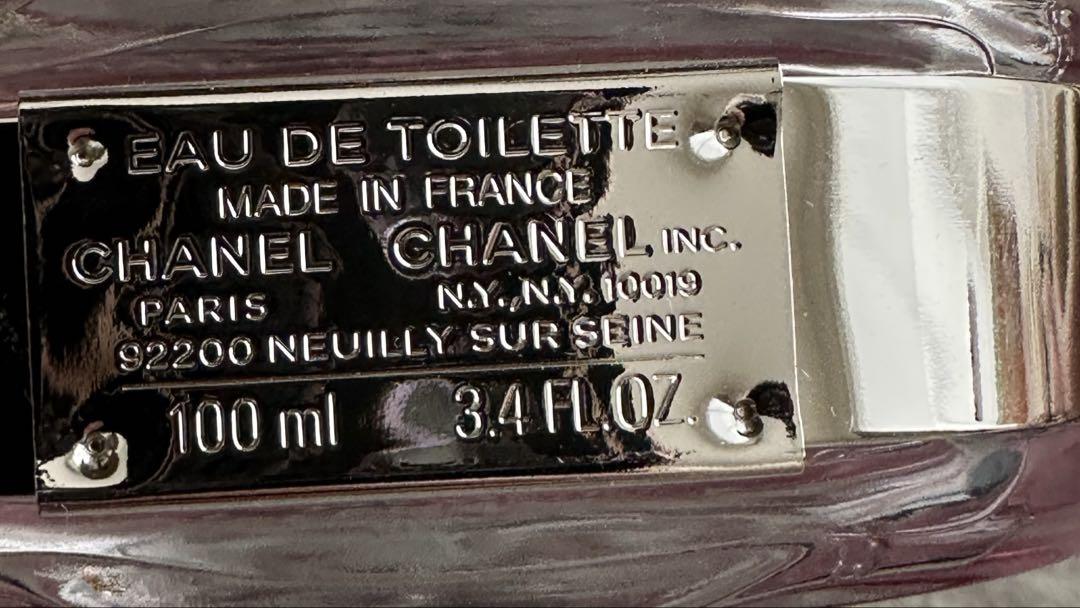 EAU DE TOILETTE
MADE IN FRANCE
CHANEL CHANEL, INC.
PARIS N.Y., N.Y. 10019
92200 NEUILLY SUR SEINE
100 ml 3.4 FL.OZ.